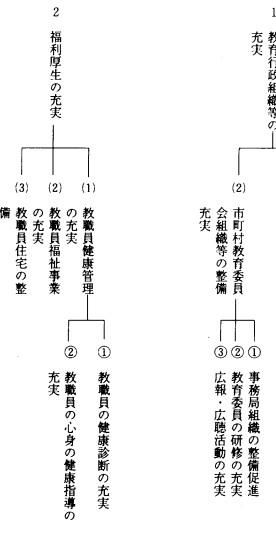 1
教育行政組織等の
充実
(2)
市町村教育委員
会組織等の整備
充実
①
事務局組織の整備促進
②
教育委員の研修の充実
③
広報・広聴活動の充実
2
福利厚生の充実
(1)
教職員健康管理
の充実
①
教職員の健康診断の充実
②
教職員の心身の健康指導の
充実
(2)
教職員福祉事業
の充実
(3)
教職員住宅の整
備